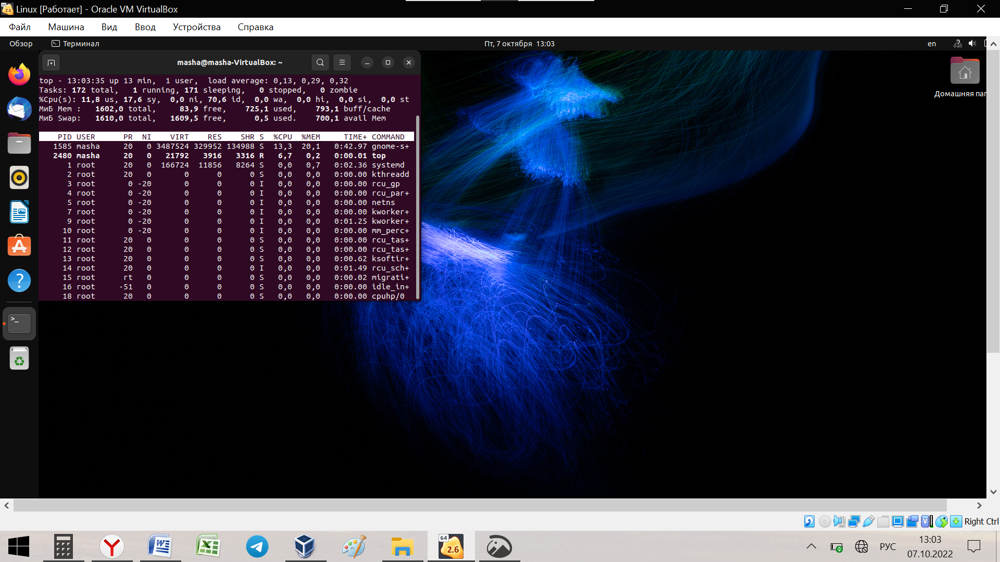 Linux [Работает] - Oracle VM VirtualBox
Файл Машина Вид Ввод Устройства Справка
Обзор Терминал Пт, 7 октября 13:03 en
masha@masha-VirtualBox: ~
Домашняя пап
top - 13:03:35 up 13 min, 1 user, load average: 0,13, 0,29, 0,32
Tasks: 172 total, 1 running, 171 sleeping, 0 stopped, 0 zombie
%Cpu(s): 11,8 us, 17,6 sy, 0,0 ni, 70,6 id, 0,0 wa, 0,0 hi, 0,0 si, 0,0 st
МиБ Mem : 1602,0 total, 83,9 free, 725,1 used, 793,1 buff/cache
МиБ Swap: 1610,0 total, 1609,5 free, 0,5 used. 700,1 avail Mem
PID USER PR NI VIRT RES SHR S %CPU %MEM TIME+ COMMAND
1585 masha 20 0 3487524 329952 134988 S 13,3 20,1 0:42.97 gnome-s+
2480 masha 20 0 21792 3916 3316 R 6,7 0,2 0:00.01 top
1 root 20 0 166724 11856 8264 S 0,0 0,7 0:02.36 systemd
2 root 20 0 0 0 0 S 0,0 0,0 0:00.00 kthreadd
3 root 0 -20 0 0 0 I 0,0 0,0 0:00.00 rcu_gp
4 root 0 -20 0 0 0 I 0,0 0,0 0:00.00 rcu_par+
5 root 0 -20 0 0 0 I 0,0 0,0 0:00.00 netns
7 root 0 -20 0 0 0 I 0,0 0,0 0:00.00 kworker+
9 root 0 -20 0 0 0 I 0,0 0,0 0:01.25 kworker+
10 root 0 -20 0 0 0 I 0,0 0,0 0:00.00 mm_perc+
11 root 20 0 0 0 0 S 0,0 0,0 0:00.00 rcu_tas+
12 root 20 0 0 0 0 S 0,0 0,0 0:00.00 rcu_tas+
13 root 20 0 0 0 0 S 0,0 0,0 0:00.62 ksoftir+
14 root 20 0 0 0 0 I 0,0 0,0 0:01.49 rcu_sch+
15 root rt 0 0 0 0 S 0,0 0,0 0:00.02 migrati+
16 root -51 0 0 0 0 S 0,0 0,0 0:00.00 idle_in+
18 root 20 0 0 0 0 S 0,0 0,0 0:00.00 cpuhp/0
Right Ctrl
64
2.6
РУС
13:03
07.10.2022